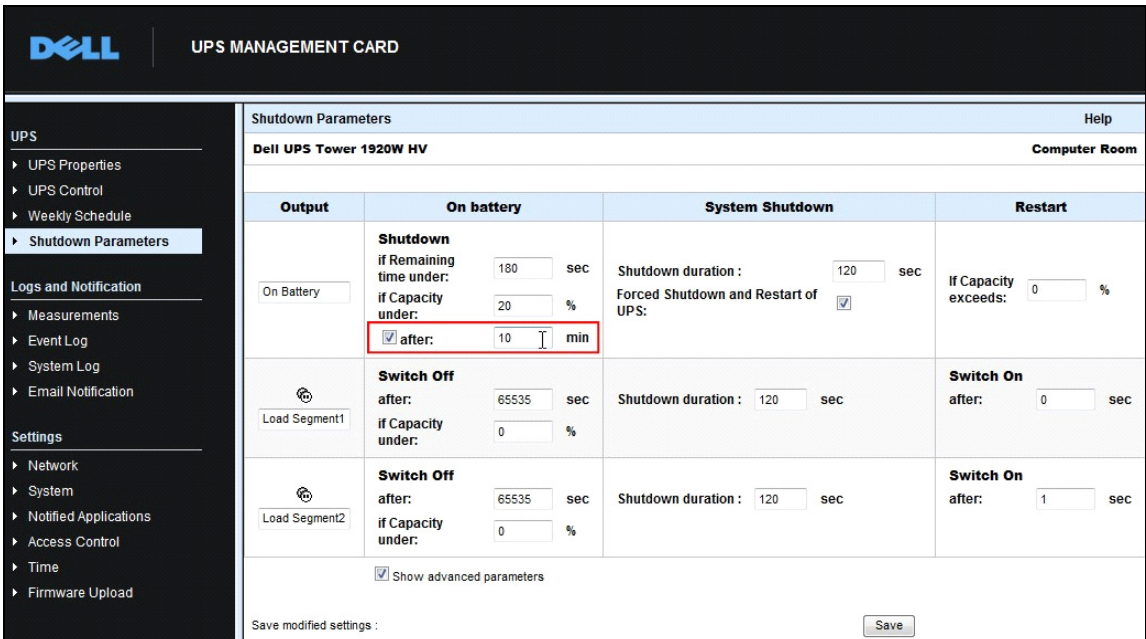 DELL
UPS MANAGEMENT CARD
UPS
UPS Properties
UPS Control
Weekly Schedule
Shutdown Parameters
Logs and Notification
Measurements
Event Log
System Log
Email Notification
Settings
Network
System
Notified Applications
Access Control
Time
Firmware Upload
Shutdown Parameters Help
Dell UPS Tower 1920W HV Computer Room
Output On battery System Shutdown Restart
On Battery
Shutdown
if Remaining
time under: 180 sec
if Capacity
under: 20 %
after: 10 min
Shutdown duration : 120 sec
Forced Shutdown and Restart of
UPS:
If Capacity
exceeds: 0 %
Load Segment1
Switch Off
after: 65535 sec
if Capacity
under: 0 %
Shutdown duration : 120 sec
Switch On
after: 0 sec
Load Segment2
Switch Off
after: 65535 sec
if Capacity
under: 0 %
Shutdown duration : 120 sec
Switch On
after: 1 sec
Show advanced parameters
Save modified settings : Save